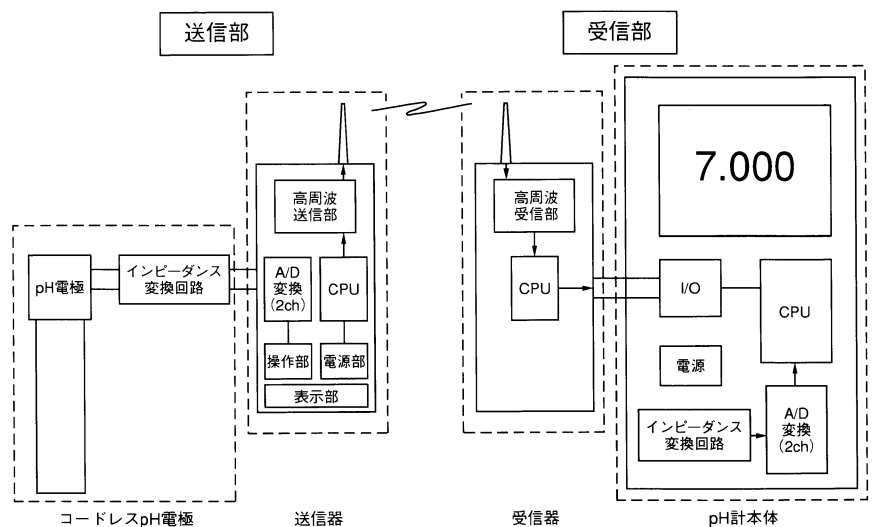 送信部
受信部
7.000
高周波
送信部
高周波
受信部
pH電極
インピーダンス
変換回路
A/D
変換
(2ch)
CPU
CPU
I/O
CPU
操作部
電源部
表示部
電源
インピーダンス
変換回路
A/D
変換
(2ch)
コードレスpH電極
送信器
受信器
pH計本体